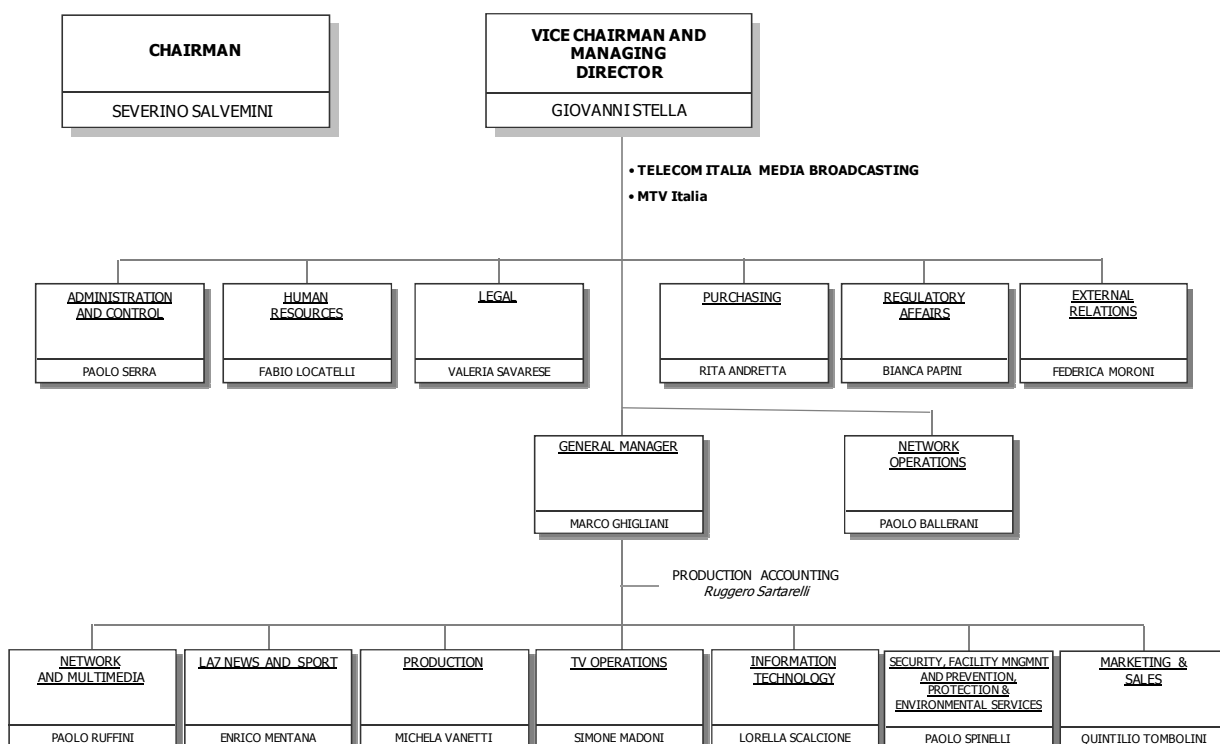 CHAIRMAN
SEVERINO SALVEMINI
VICE CHAIRMAN AND
MANAGING
DIRECTOR
GIOVANNI STELLA
• TELECOM ITALIA MEDIA BROADCASTING
• MTV Italia
ADMINISTRATION
AND CONTROL
PAOLO SERRA
HUMAN
RESOURCES
FABIO LOCATELLI
LEGAL
VALERIA SAVARESE
PURCHASING
RITA ANDRETTA
REGULATORY
AFFAIRS
BIANCA PAPINI
EXTERNAL
RELATIONS
FEDERICA MORONI
GENERAL MANAGER
MARCO GHIGLIANI
NETWORK
OPERATIONS
PAOLO BALLERANI
PRODUCTION ACCOUNTING
Ruggero Sartarelli
NETWORK
AND MULTIMEDIA
PAOLO RUFFINI
LA7 NEWS AND SPORT
ENRICO MENTANA
PRODUCTION
MICHELA VANETTI
TV OPERATIONS
SIMONE MADONI
INFORMATION
TECHNOLOGY
LORELLA SCALCIONE
SECURITY, FACILITY MNGMNT
AND PREVENTION,
PROTECTION &
ENVIRONMENTAL SERVICES
PAOLO SPINELLI
MARKETING &
SALES
QUINTILIO TOMBOLINI